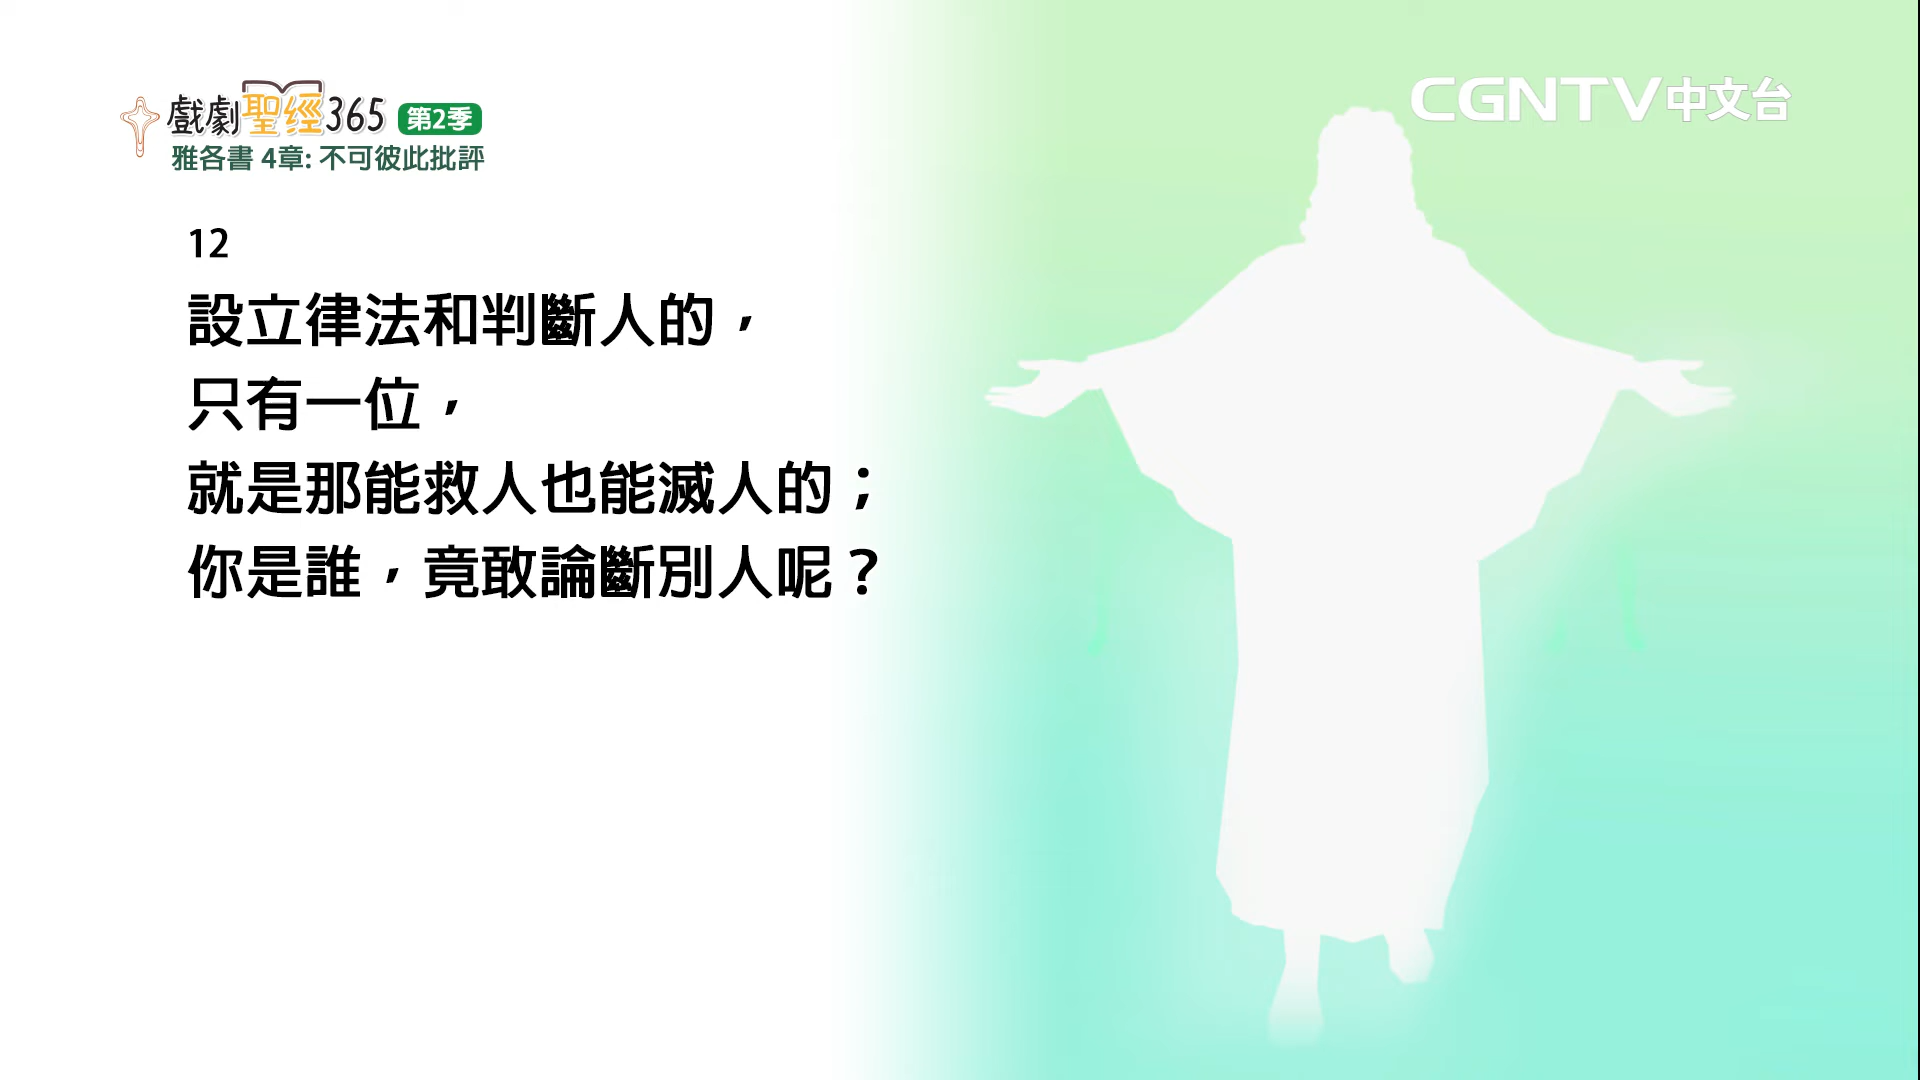 戲劇聖經365 第2季
雅各書 4章: 不可彼此批評
CGNTV中文台
12
設立律法和判斷人的，
只有一位，
就是那能救人也能滅人的；
你是誰，竟敢論斷別人呢？